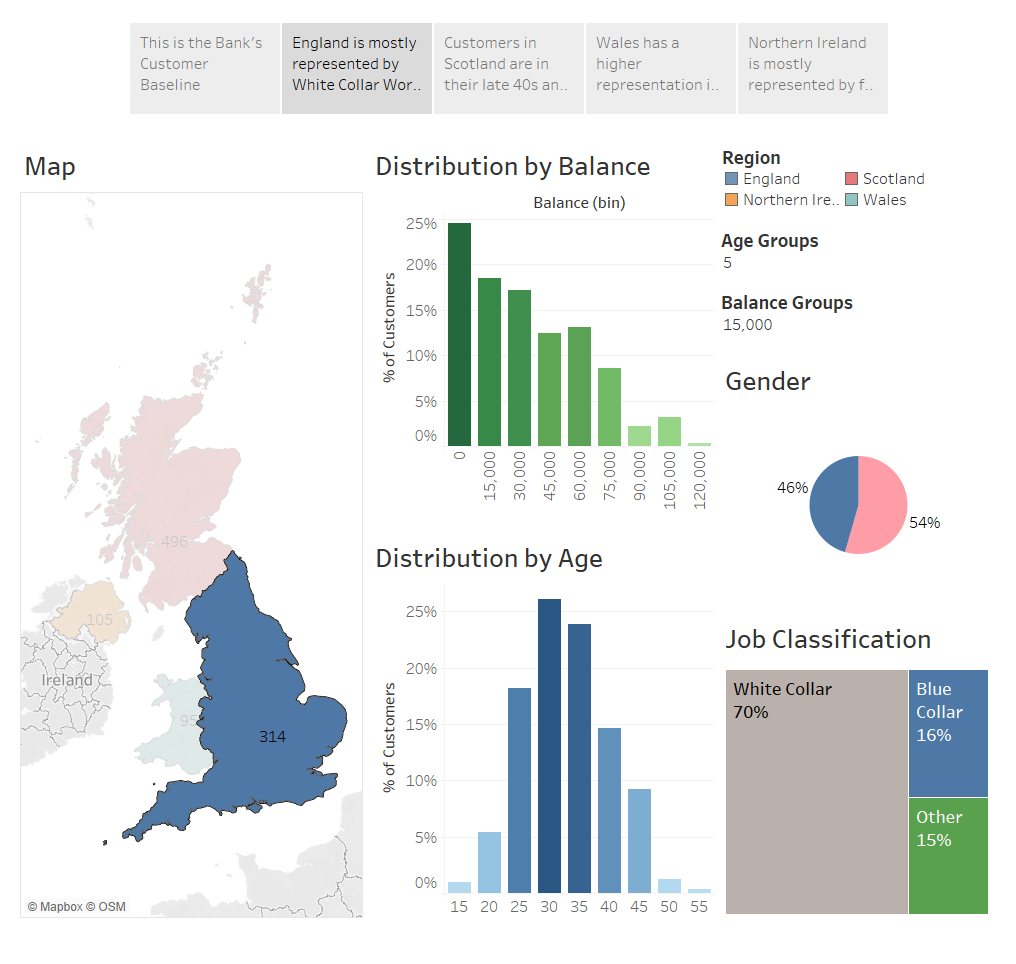 This is the Bank's
Customer
Baseline
England is mostly
represented by
White Collar Wor..
Customers in
Scotland are in
their late 40s an..
Wales has a
higher
representation i..
Northern Ireland
is mostly
represented by f..
Map
496
105
Ireland
95
314
© Mapbox © OSM
Distribution by Balance
Balance (bin)
% of Customers
25%
20%
15%
10%
5%
0%
0
15,000
30,000
45,000
60,000
75,000
90,000
105,000
120,000
Distribution by Age
% of Customers
25%
20%
15%
10%
5%
0%
15 20 25 30 35 40 45 50 55
Region
England Scotland
Northern Ire.. Wales
Age Groups
5
Balance Groups
15,000
Gender
46%
54%
Job Classification
White Collar
70%
Blue
Collar
16%
Other
15%